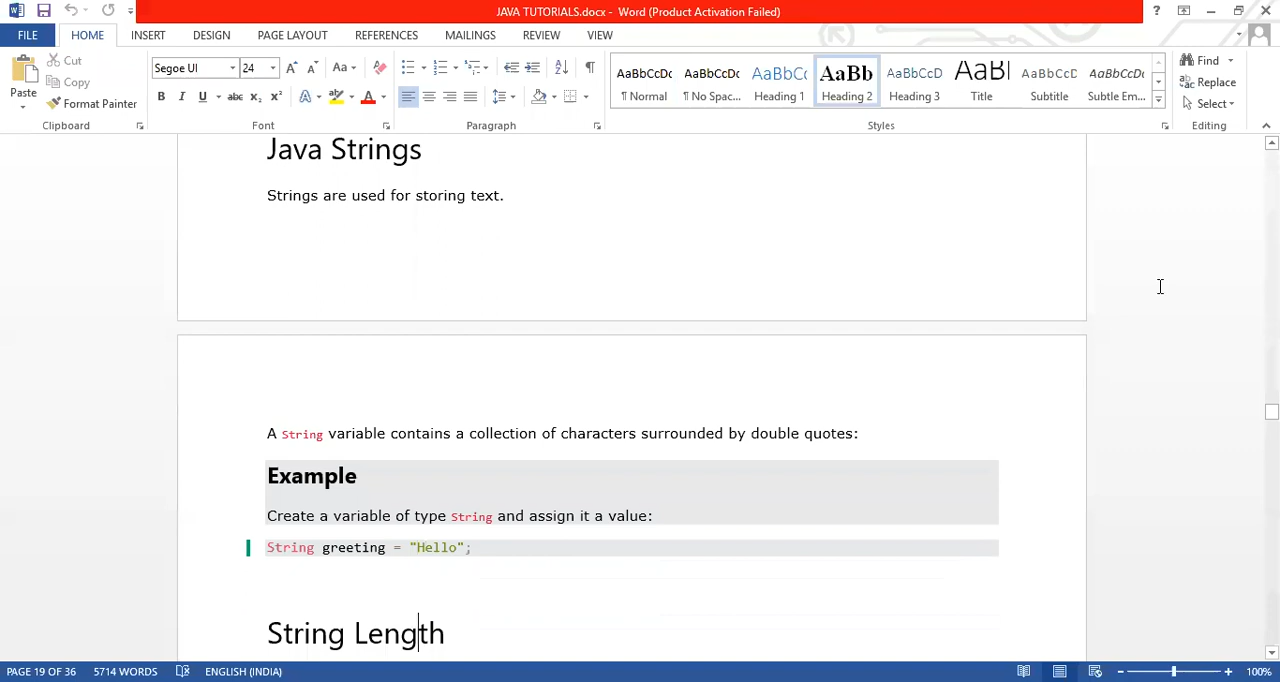 JAVA TUTORIALS.docx - Word (Product Activation Failed)
FILE HOME INSERT DESIGN PAGE LAYOUT REFERENCES MAILINGS REVIEW VIEW
Paste
Cut
Copy
Format Painter
Clipboard
Segoe UI 24
Font
Paragraph
AaBbCcDc AaBbCcDc AaBbCc AaBb AaBbCcD AaBl AaBbCcD AaBbCcDc
¶ Normal ¶ No Spac... Heading 1 Heading 2 Heading 3 Title Subtitle Subtle Em...
Styles
Find
Replace
Select
Editing
Java Strings
Strings are used for storing text.
A String variable contains a collection of characters surrounded by double quotes:
Example
Create a variable of type String and assign it a value:
String greeting = "Hello";
String Length
PAGE 19 OF 36 5714 WORDS ENGLISH (INDIA) 100%